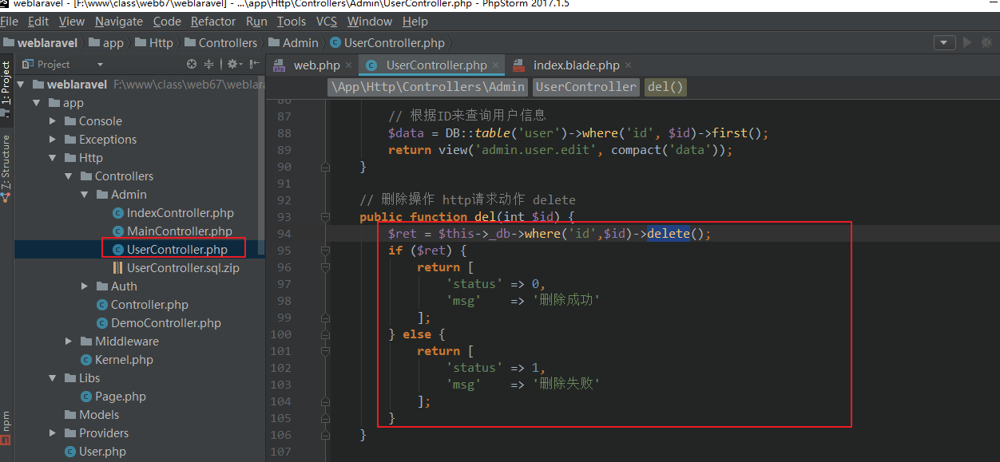 weblaravel - [F:\www\class\web67\weblaravel] - ...\app\Http\Controllers\Admin\UserController.php - PhpStorm 2017.1.5
File Edit View Navigate Code Refactor Run Tools VCS Window Help
weblaravel app Http Controllers Admin UserController.php
Project
web.php UserController.php index.blade.php
1: Project
7: Structure
npm
weblaravel F:\www\class\web67\weblara
app
Console
Exceptions
Http
Controllers
Admin
IndexController.php
MainController.php
UserController.php
UserController.sql.zip
Auth
Controller.php
DemoController.php
Middleware
Kernel.php
Libs
Page.php
Models
Providers
User.php
\App\Http\Controllers\Admin UserController del()
86
87 // 根据ID来查询用户信息
88 $data = DB::table('user')->where('id', $id)->first();
89 return view('admin.user.edit', compact('data'));
90 }
91
92 // 删除操作 http请求动作 delete
93 public function del(int $id) {
94 $ret = $this->_db->where('id',$id)->delete();
95 if ($ret) {
96 return [
97 'status' => 0,
98 'msg' => '删除成功'
99 ];
100 } else {
101 return [
102 'status' => 1,
103 'msg' => '删除失败'
104 ];
105 }
106 }
107